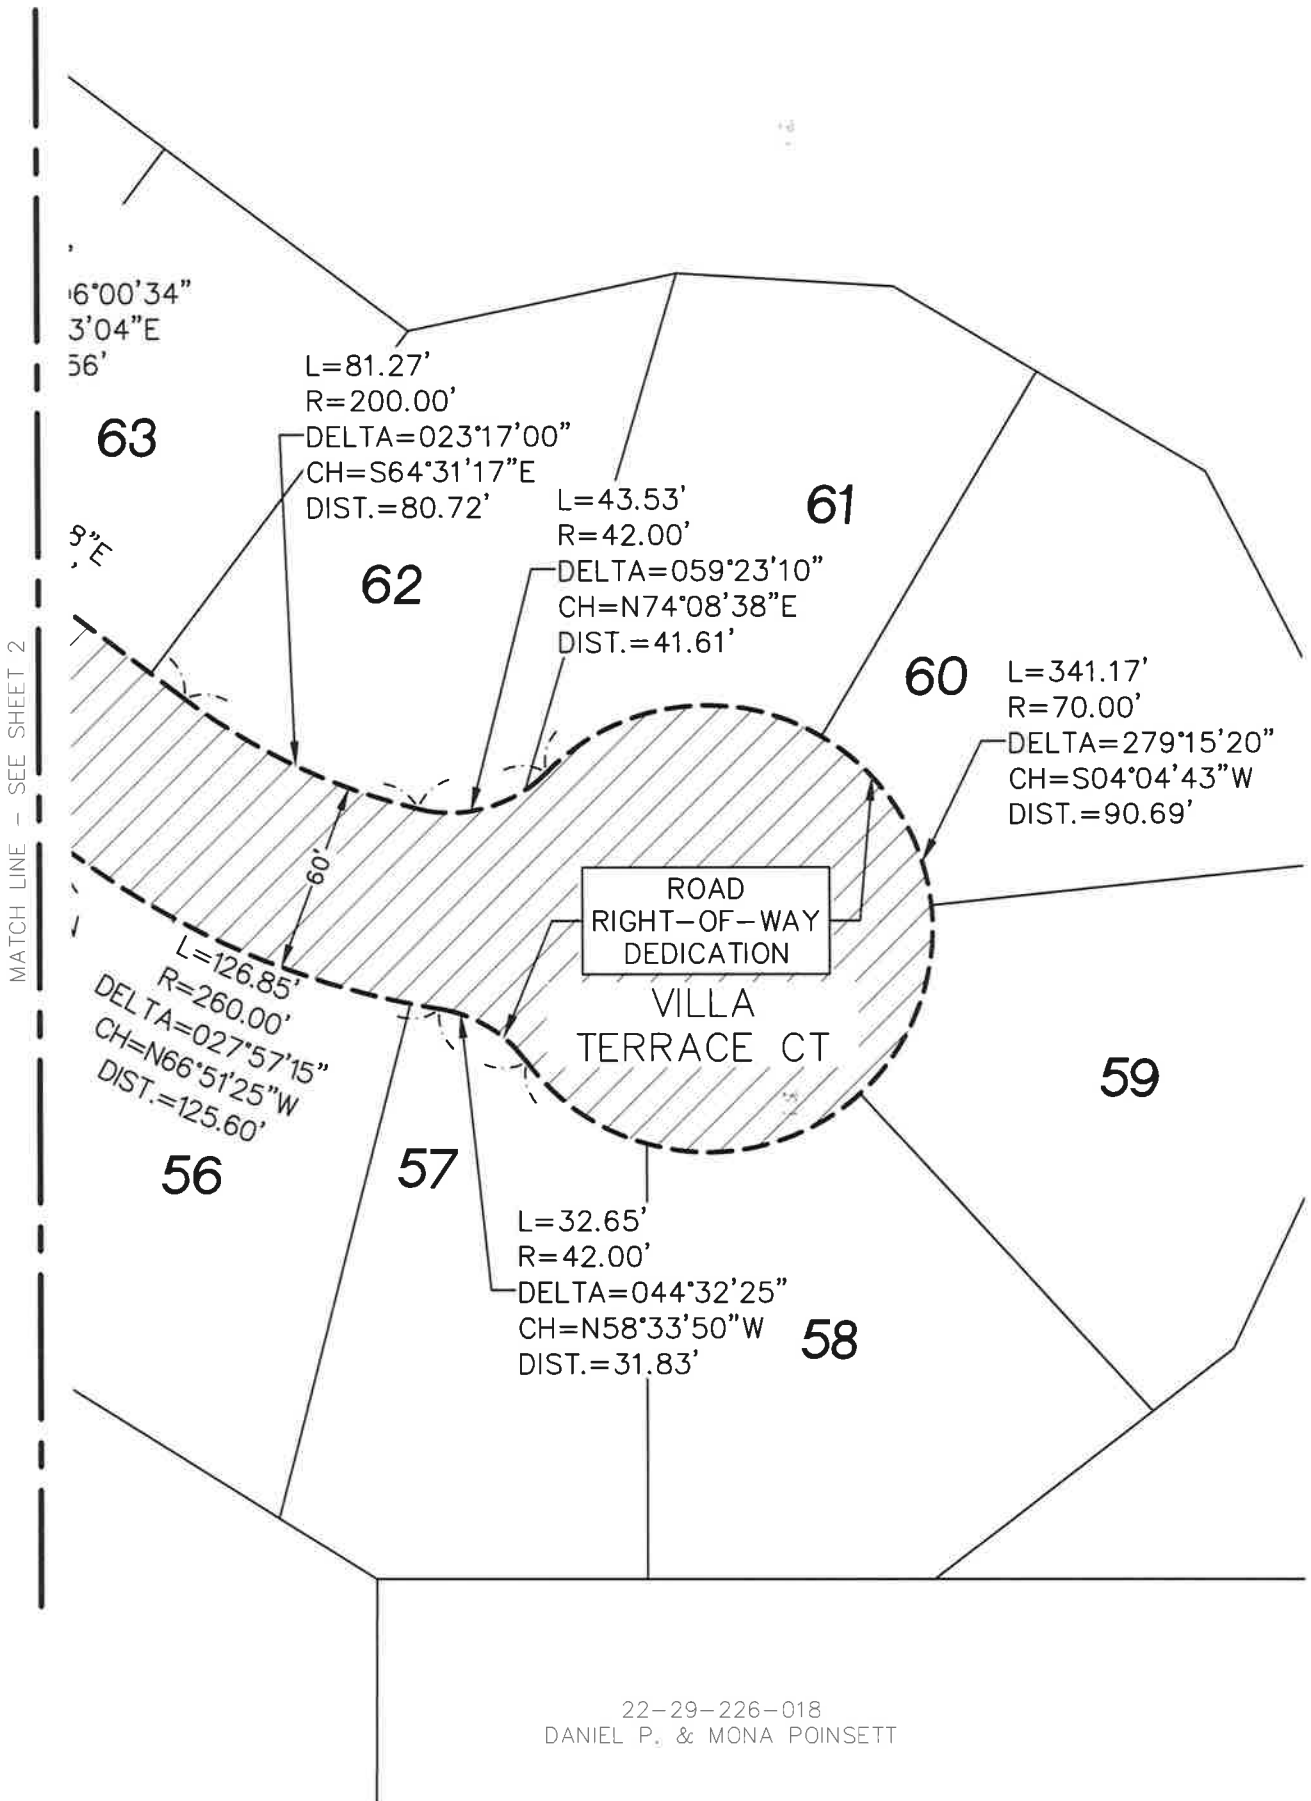 MATCH LINE - SEE SHEET 2
6°00'34"
3'04"E
56'
63
8"E
L=81.27'
R=200.00'
DELTA=023°17'00"
CH=S64°31'17"E
DIST.=80.72'
62
L=43.53'
R=42.00'
DELTA=059°23'10"
CH=N74°08'38"E
DIST.=41.61'
61
60
L=341.17'
R=70.00'
DELTA=279°15'20"
CH=S04°04'43"W
DIST.=90.69'
60'
ROAD
RIGHT-OF-WAY
DEDICATION
VILLA
TERRACE CT
L=126.85'
R=260.00'
DELTA=027°57'15"
CH=N66°51'25"W
DIST.=125.60'
56
57
59
L=32.65'
R=42.00'
DELTA=044°32'25"
CH=N58°33'50"W
DIST.=31.83'
58
22-29-226-018
DANIEL P. & MONA POINSETT